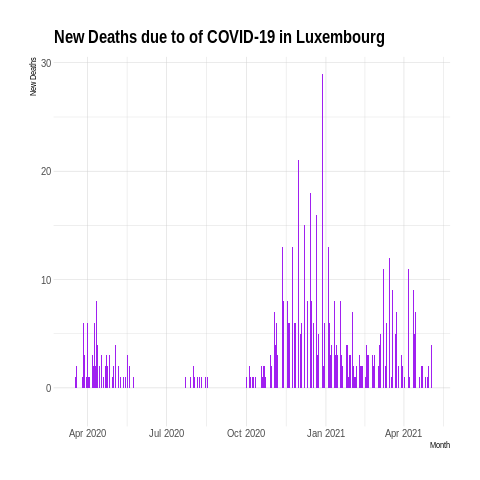 New Deaths due to of COVID-19 in Luxembourg
New Deaths
30
20
10
0
Apr 2020 Jul 2020 Oct 2020 Jan 2021 Apr 2021
Month